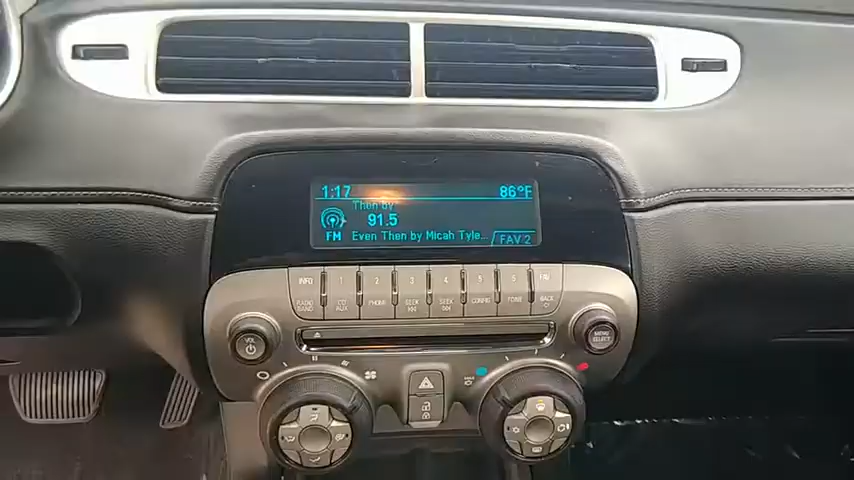 1:17 86°F
Then by
91.5
FM Even Then by Micah Tyle... FAV 2
INFO 1 2 3 4 5 6 FAV
RADIO BAND CD AUX PHONE SEEK SEEK CONFIG TONE BACK
VOL
MENU SELECT